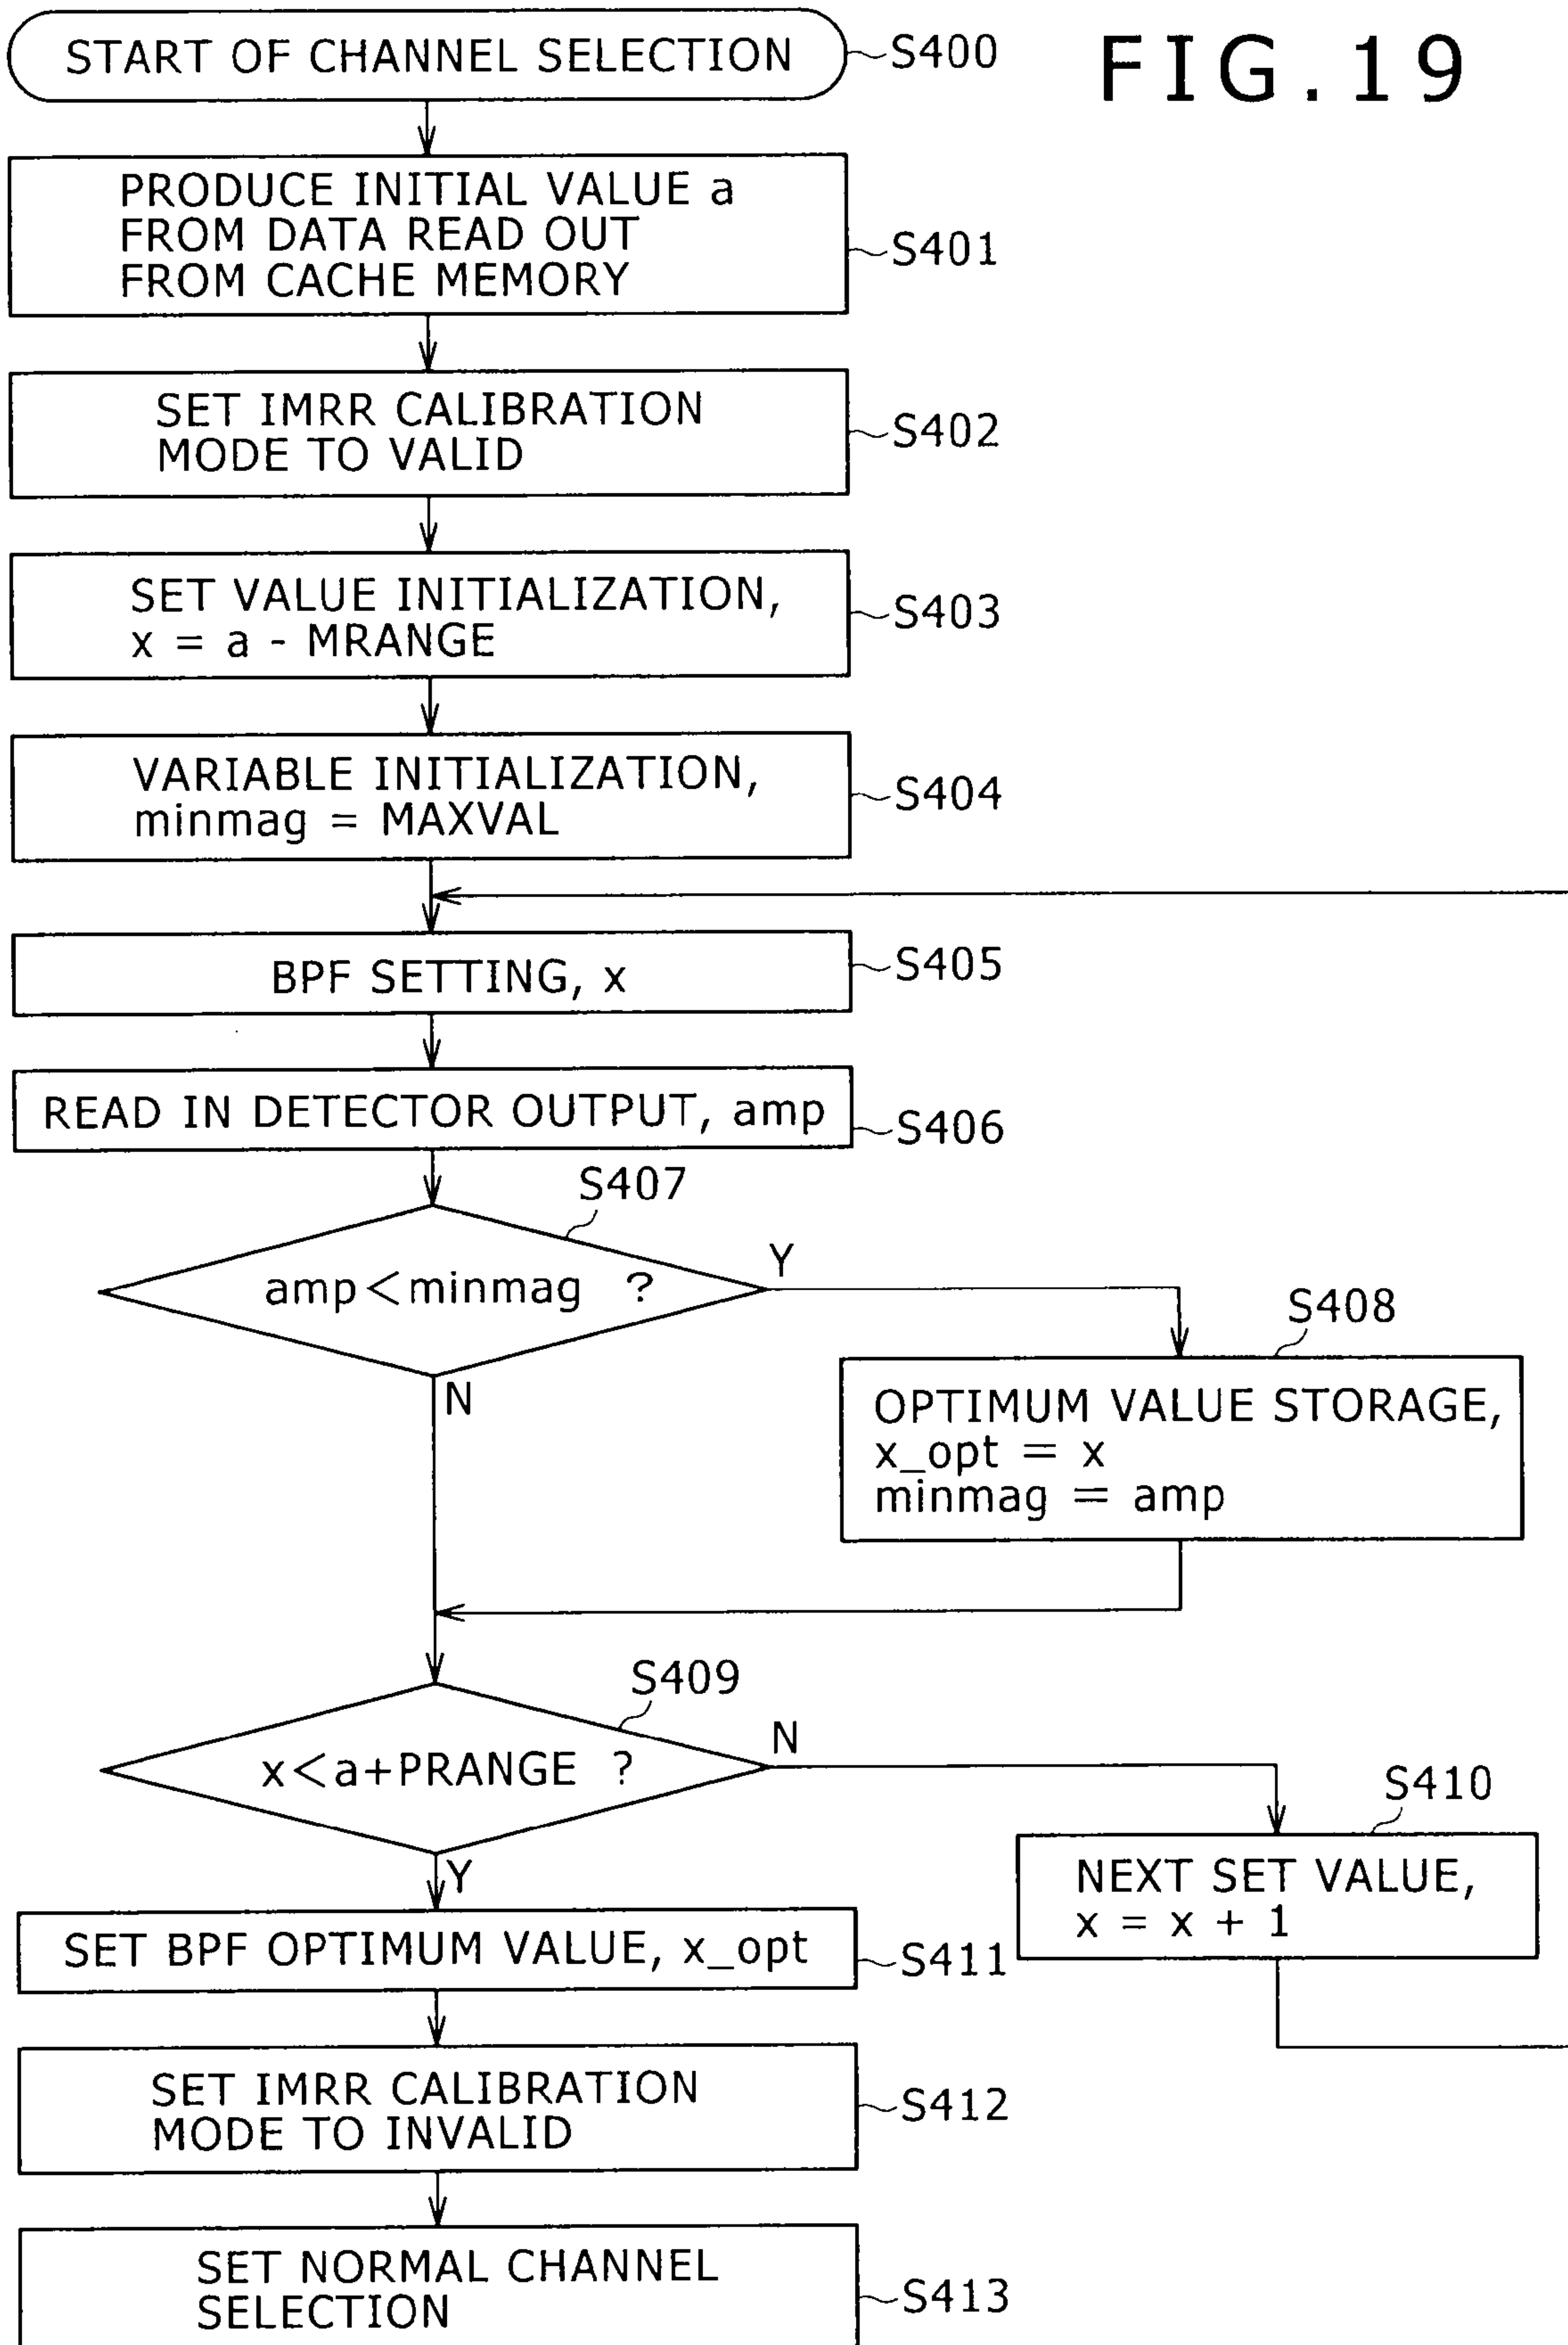 FIG.19
START OF CHANNEL SELECTION
S400
PRODUCE INITIAL VALUE a
FROM DATA READ OUT
FROM CACHE MEMORY
S401
SET IMRR CALIBRATION
MODE TO VALID
S402
SET VALUE INITIALIZATION,
x = a - MRANGE
S403
VARIABLE INITIALIZATION,
minmag = MAXVAL
S404
BPF SETTING, x
S405
READ IN DETECTOR OUTPUT, amp
S406
S407
amp<minmag ?
Y
N
S408
OPTIMUM VALUE STORAGE,
x_opt = x
minmag = amp
S409
x<a+PRANGE ?
N
Y
S410
NEXT SET VALUE,
x = x + 1
SET BPF OPTIMUM VALUE, x_opt
S411
SET IMRR CALIBRATION
MODE TO INVALID
S412
SET NORMAL CHANNEL
SELECTION
S413